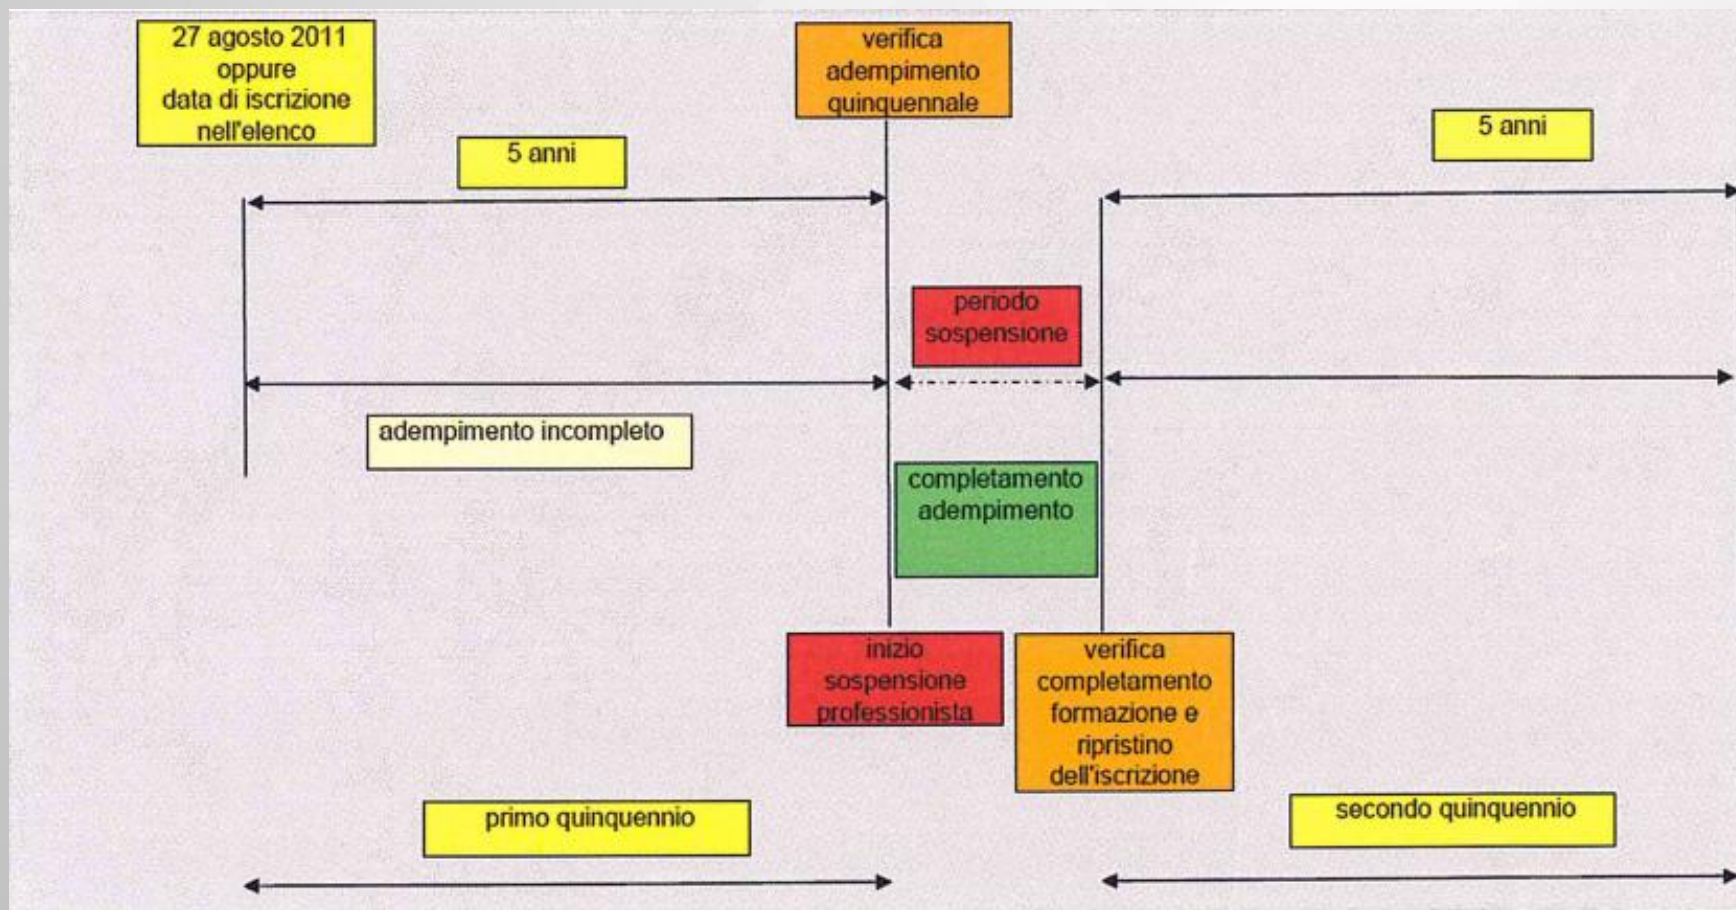 27 agosto 2011
oppure
data di iscrizione
nell'elenco
verifica
adempimento
quinquennale
5 anni
5 anni
periodo
sospensione
adempimento incompleto
completamento
adempimento
inizio
sospensione
professionista
verifica
completamento
formazione e
ripristino
dell'iscrizione
primo quinquennio
secondo quinquennio